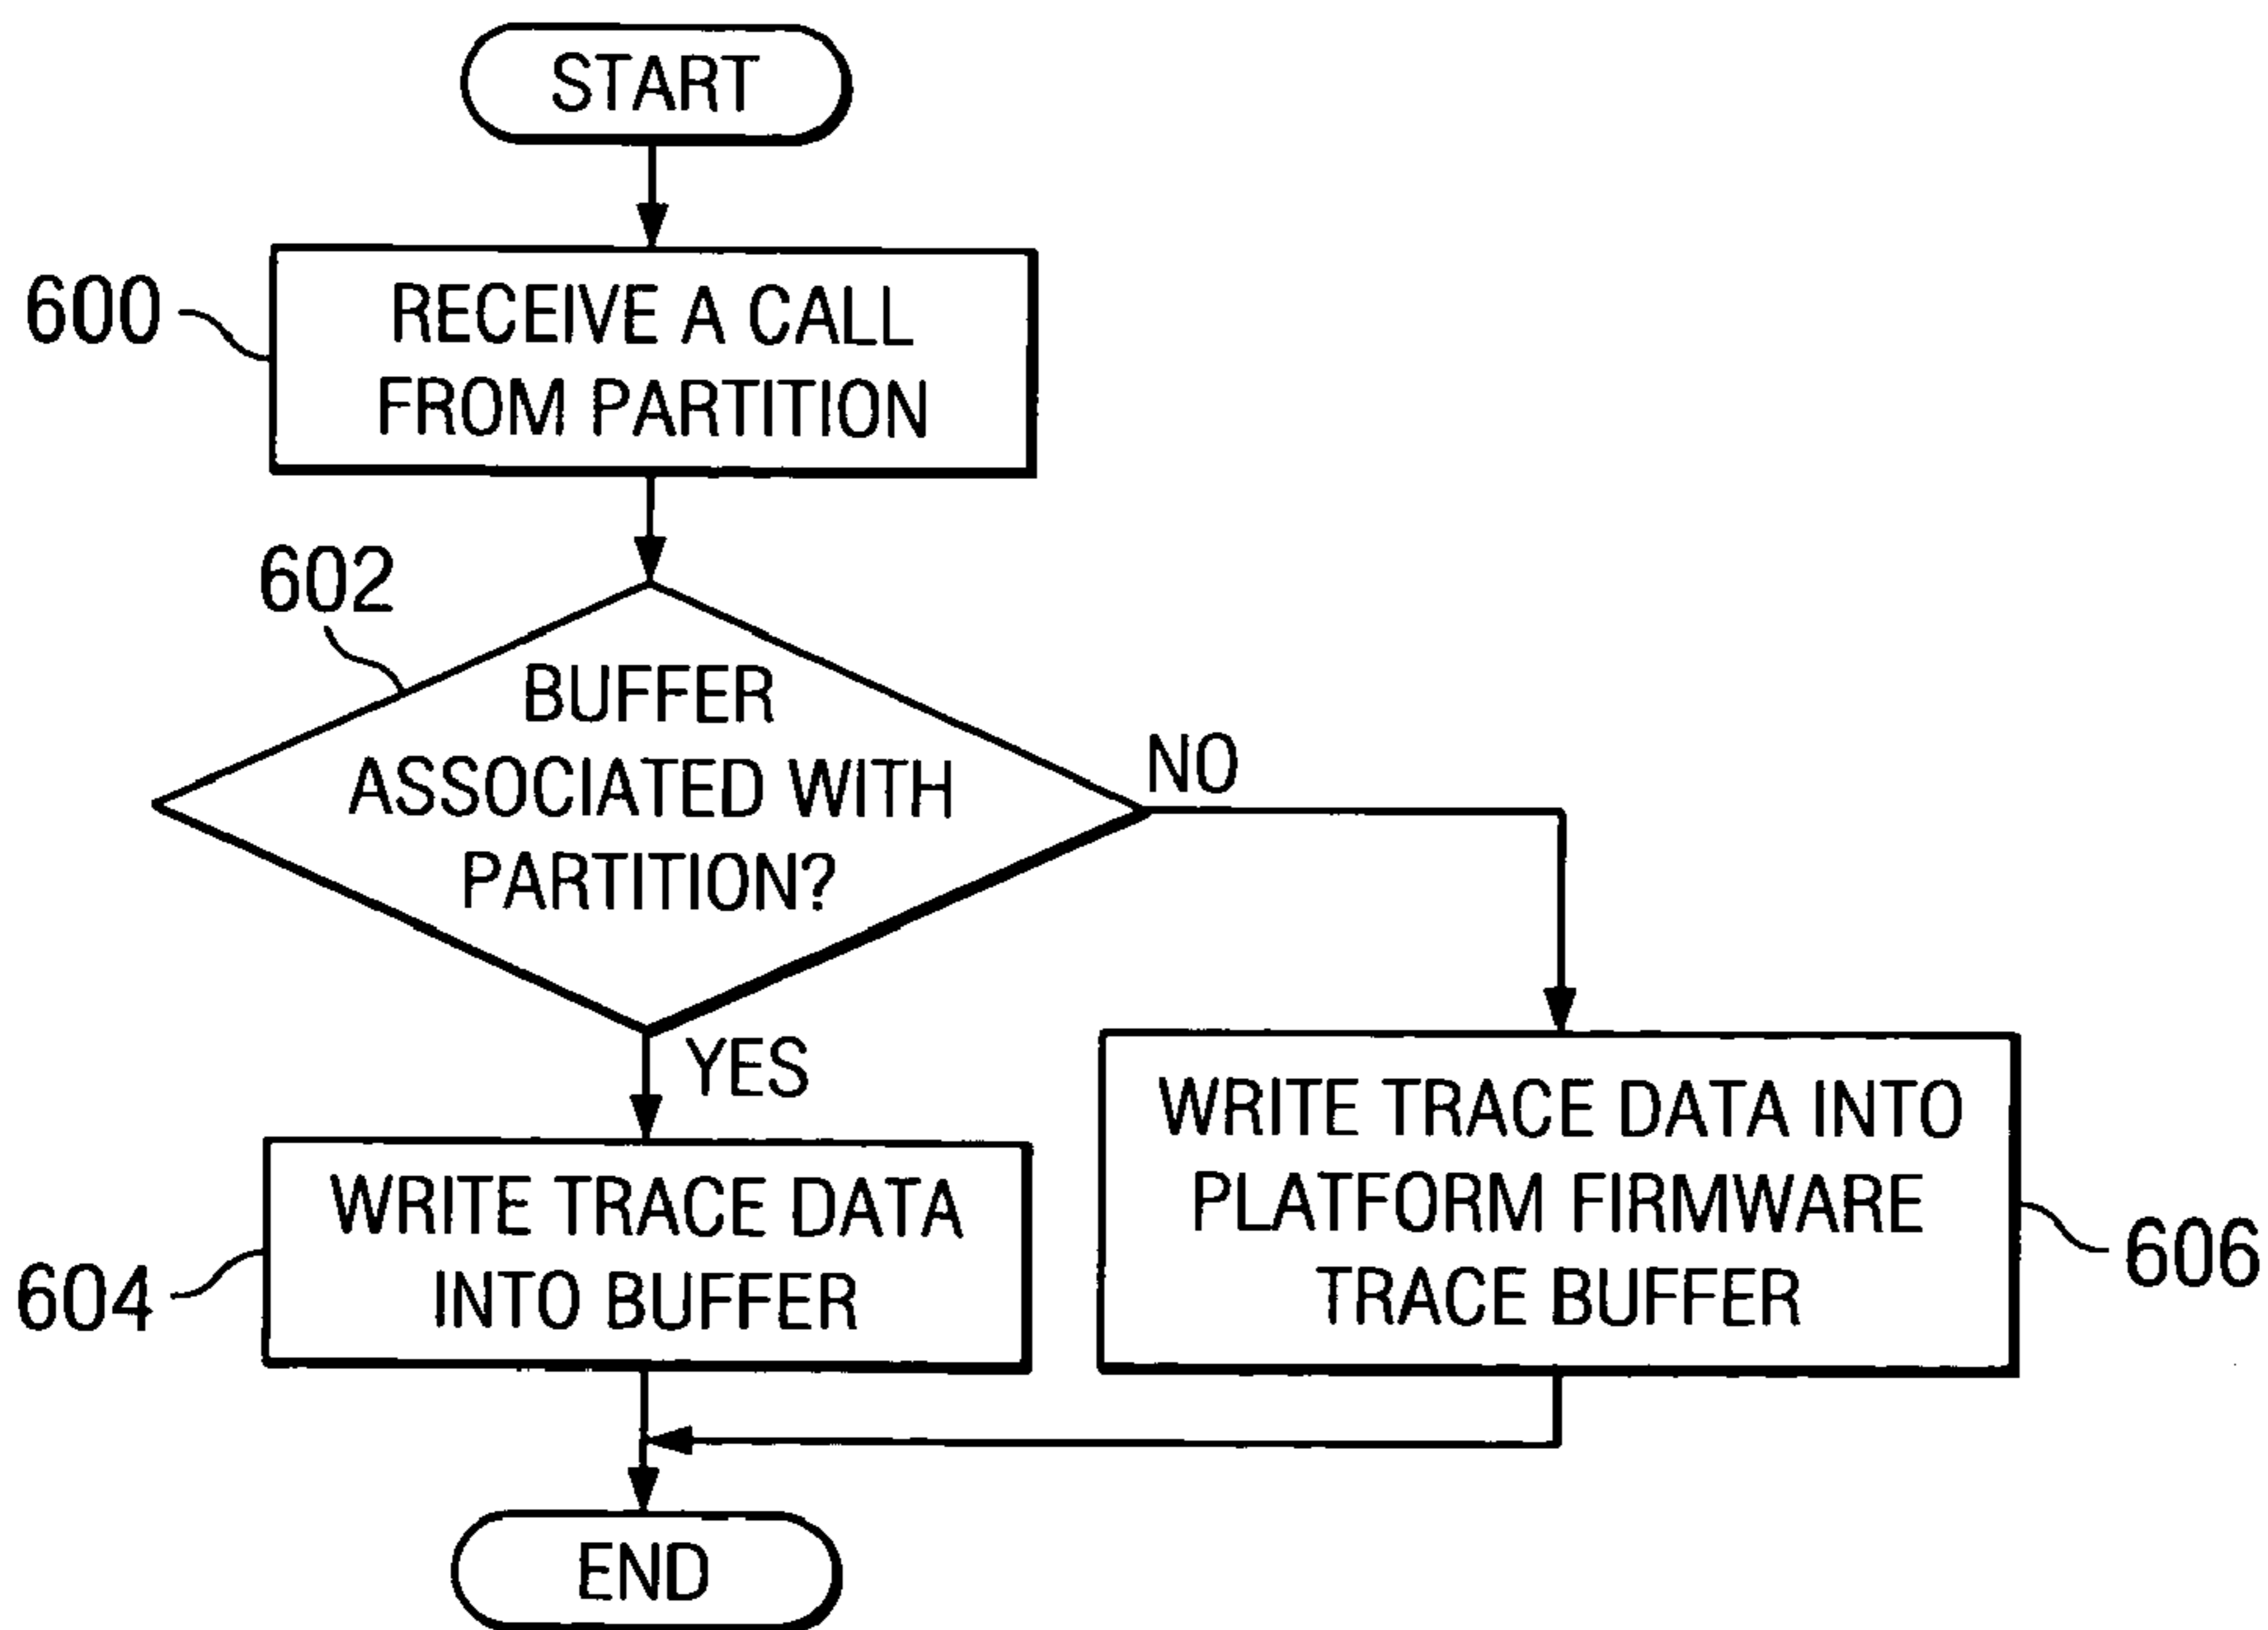 START
600
RECEIVE A CALL
FROM PARTITION
602
BUFFER
ASSOCIATED WITH
PARTITION?
NO
YES
604
WRITE TRACE DATA
INTO BUFFER
WRITE TRACE DATA INTO
PLATFORM FIRMWARE
TRACE BUFFER
606
END